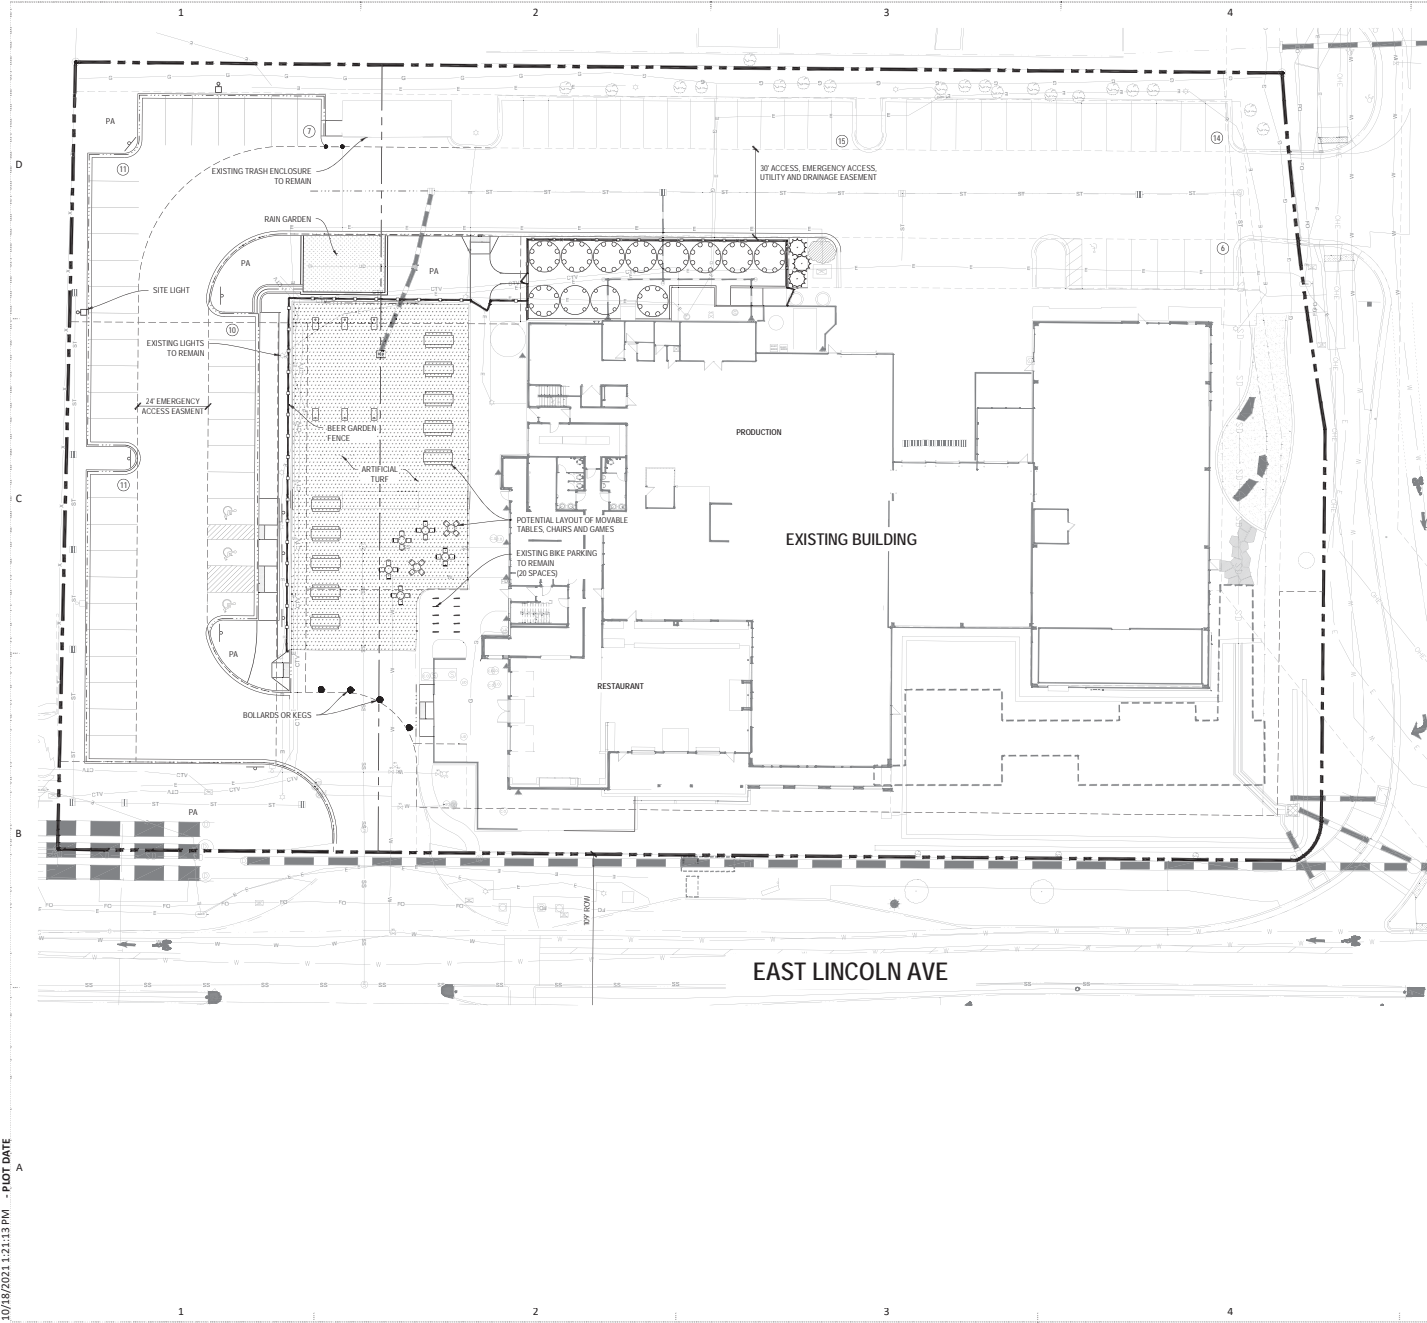 1
2
3
4
D
C
B
A
PA
7
11
15
14
EXISTING TRASH ENCLOSURE
TO REMAIN
30' ACCESS, EMERGENCY ACCESS,
UTILITY AND DRAINAGE EASEMENT
RAIN GARDEN
PA
PA
6
SITE LIGHT
10
EXISTING LIGHTS
TO REMAIN
24' EMERGENCY
ACCESS EASMENT
BEER GARDEN
FENCE
PRODUCTION
ARTIFICIAL
TURF
11
POTENTIAL LAYOUT OF MOVABLE
TABLES, CHAIRS AND GAMES
EXISTING BUILDING
EXISTING BIKE PARKING
TO REMAIN
(20 SPACES)
PA
RESTAURANT
BOLLARDS OR KEGS
PA
109' ROW
EAST LINCOLN AVE
10/18/2021 1:21:13 PM - PLOT DATE
1
2
3
4